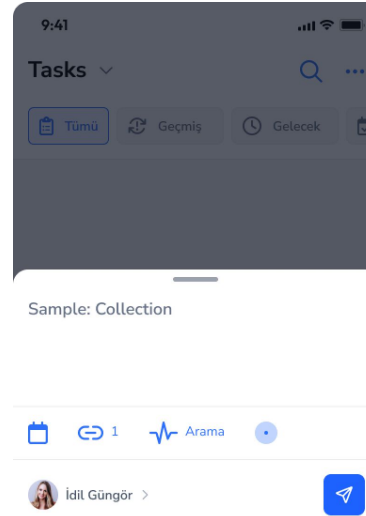 9:41
Tasks
Tümü Geçmiş Gelecek
Sample: Collection
1 Arama
İdil Güngör